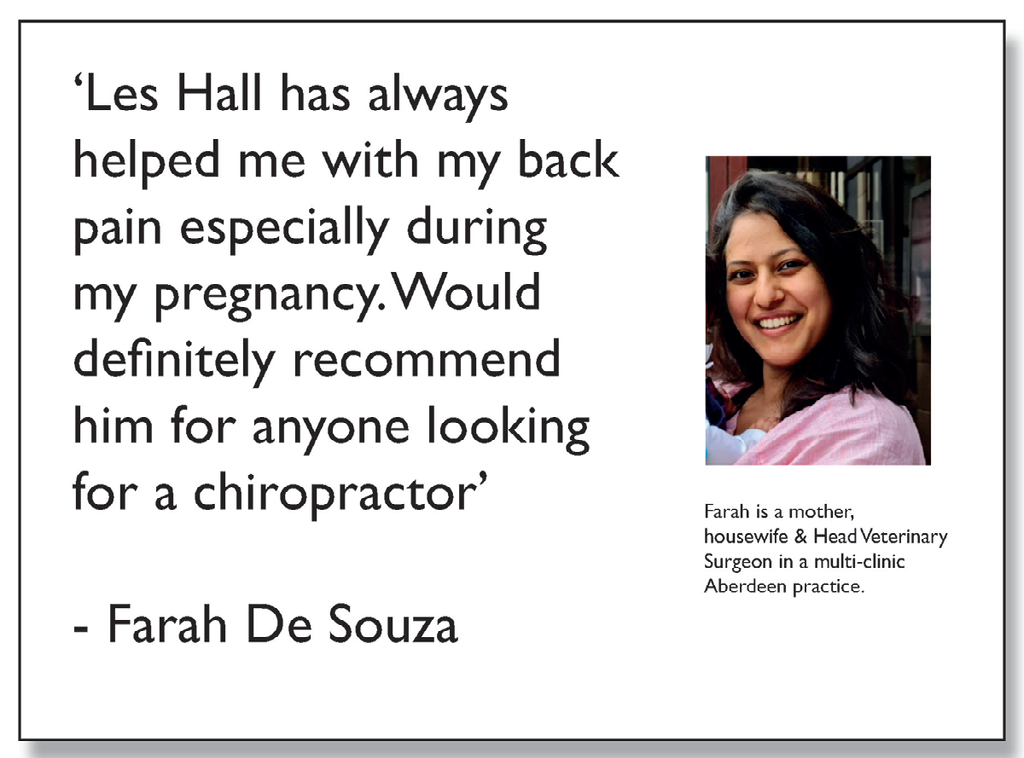 ‘Les Hall has always
helped me with my back
pain especially during
my pregnancy. Would
definitely recommend
him for anyone looking
for a chiropractor’
- Farah De Souza
Farah is a mother,
housewife & Head Veterinary
Surgeon in a multi-clinic
Aberdeen practice.